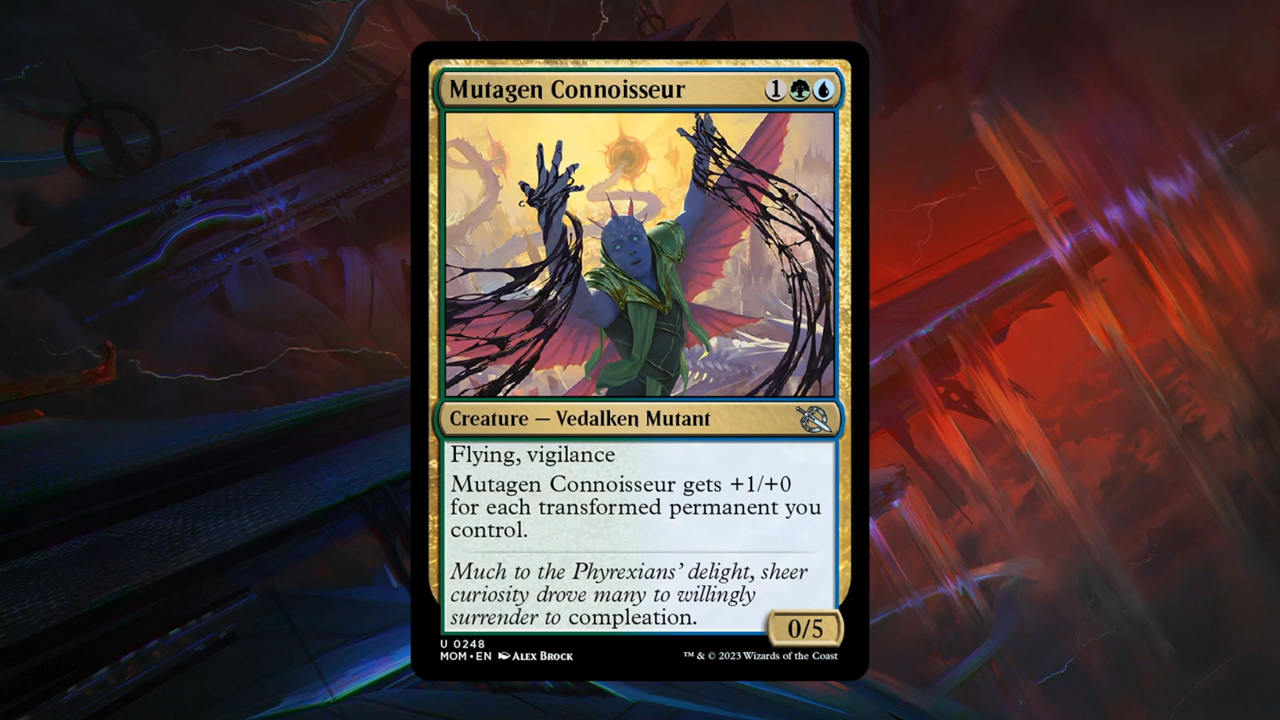 Mutagen Connoisseur 1
Creature — Vedalken Mutant
Flying, vigilance
Mutagen Connoisseur gets +1/+0
for each transformed permanent you
control.
Much to the Phyrexians’ delight, sheer
curiosity drove many to willingly
surrender to compleation.
0/5
U 0248
MOM • EN Alex Brock
™ & © 2023 Wizards of the Coast